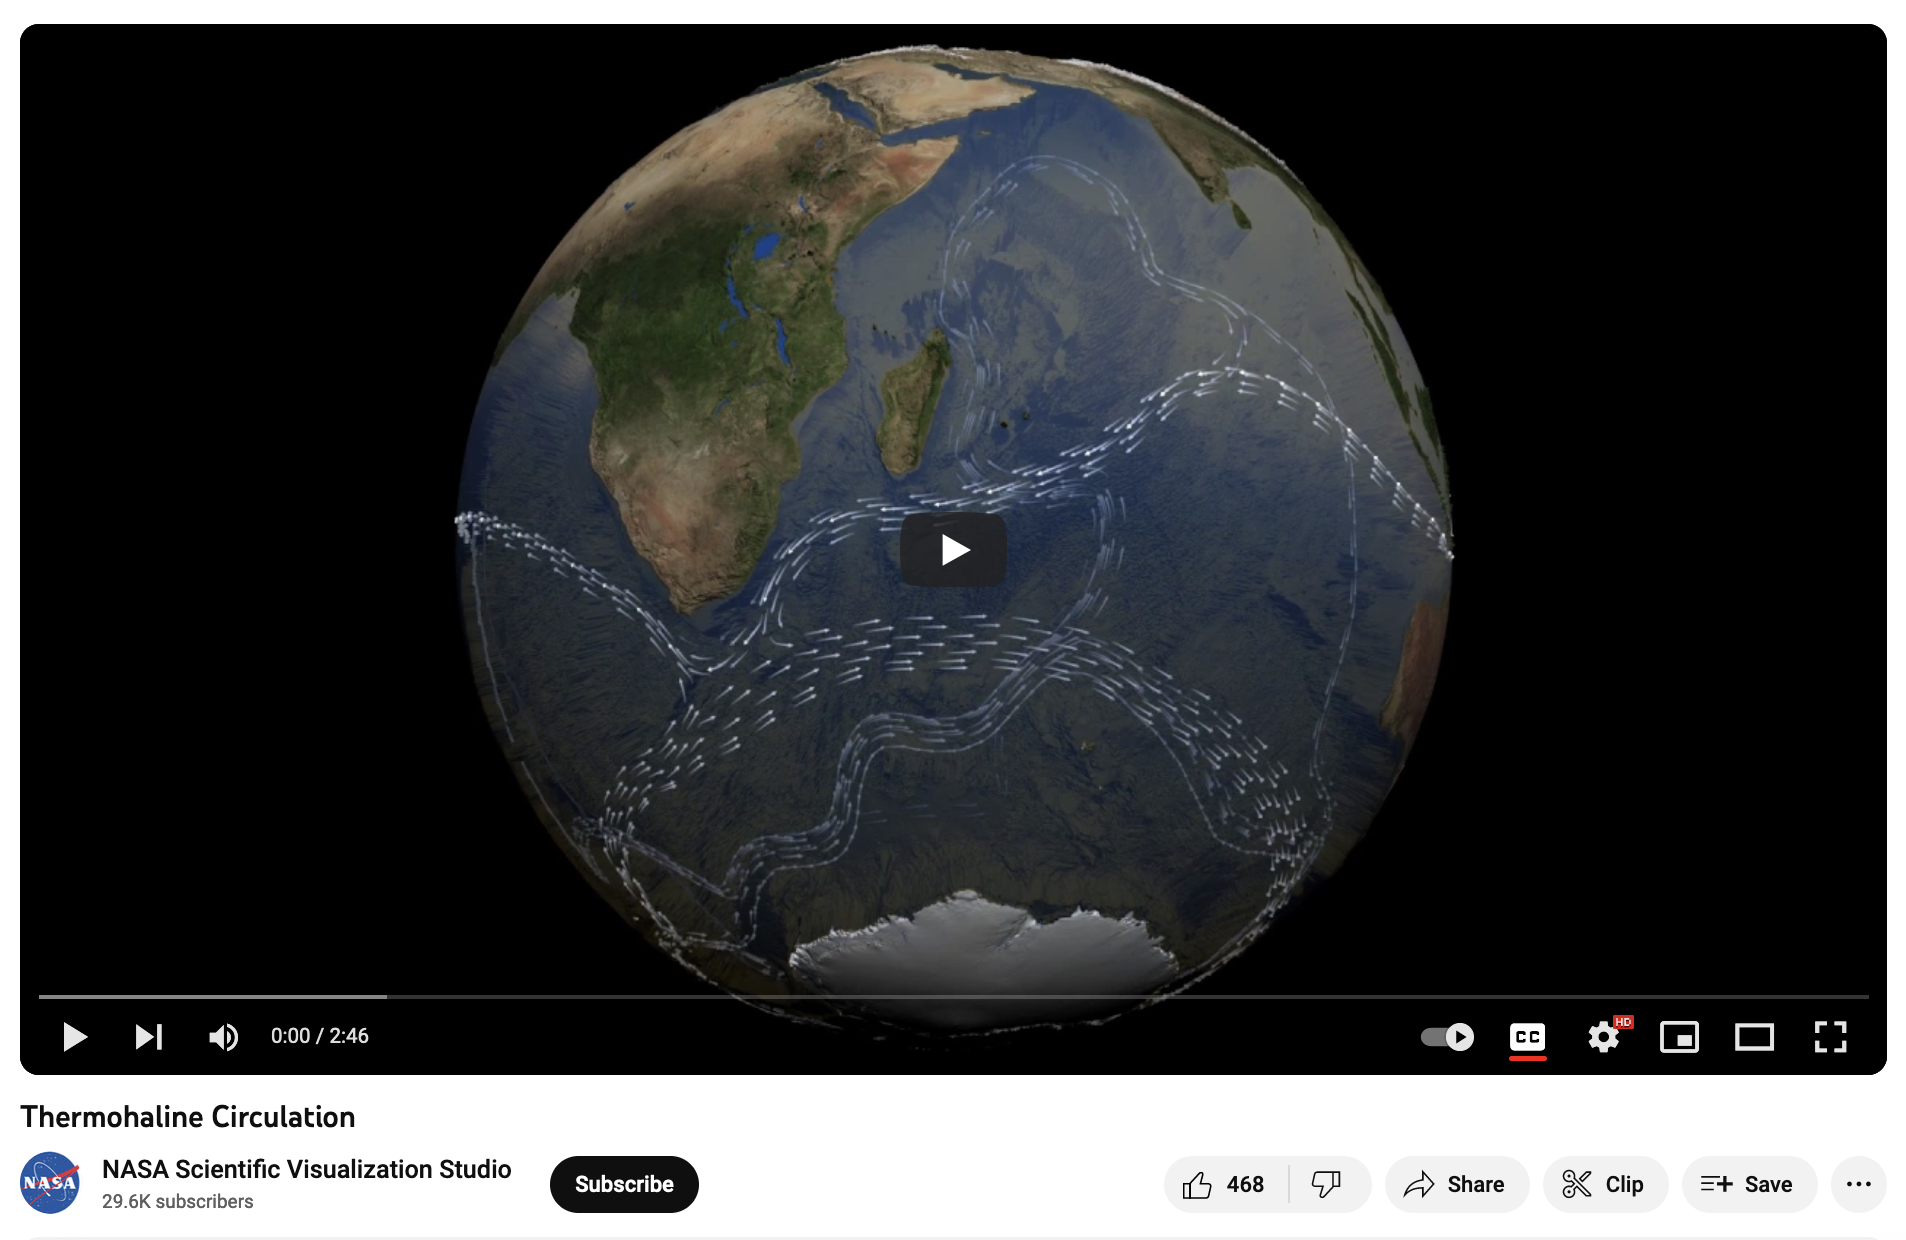 0:00 / 2:46
CC
HD
Thermohaline Circulation
NASA
NASA Scientific Visualization Studio
29.6K subscribers
Subscribe
468
Share
Clip
Save